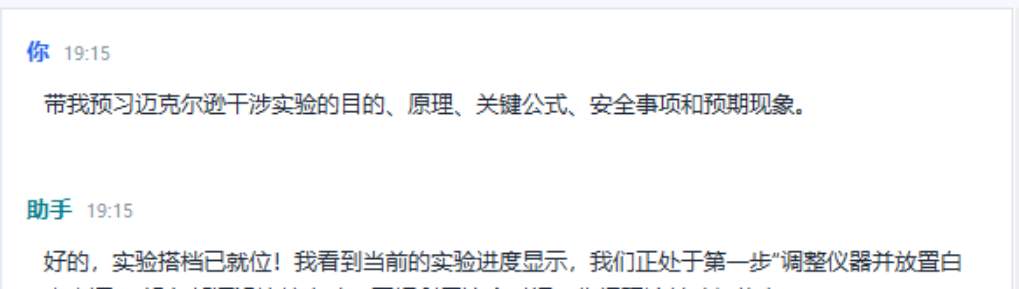 你 19:15
带我预习迈克尔逊干涉实验的目的、原理、关键公式、安全事项和预期现象。
助手 19:15
好的，实验搭档已就位！我看到当前的实验进度显示，我们正处于第一步“调整仪器并放置白